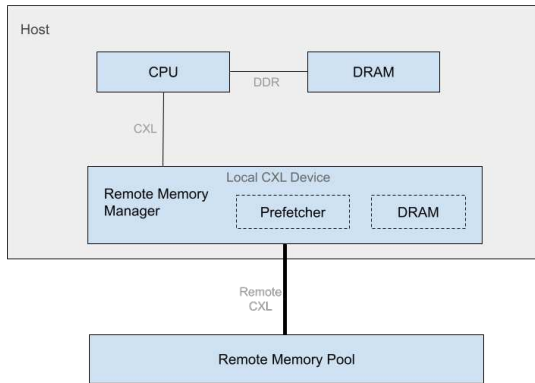 Host
CPU
DRAM
DDR
CXL
Local CXL Device
Remote Memory
Manager
Prefetcher
DRAM
Remote
CXL
Remote Memory Pool